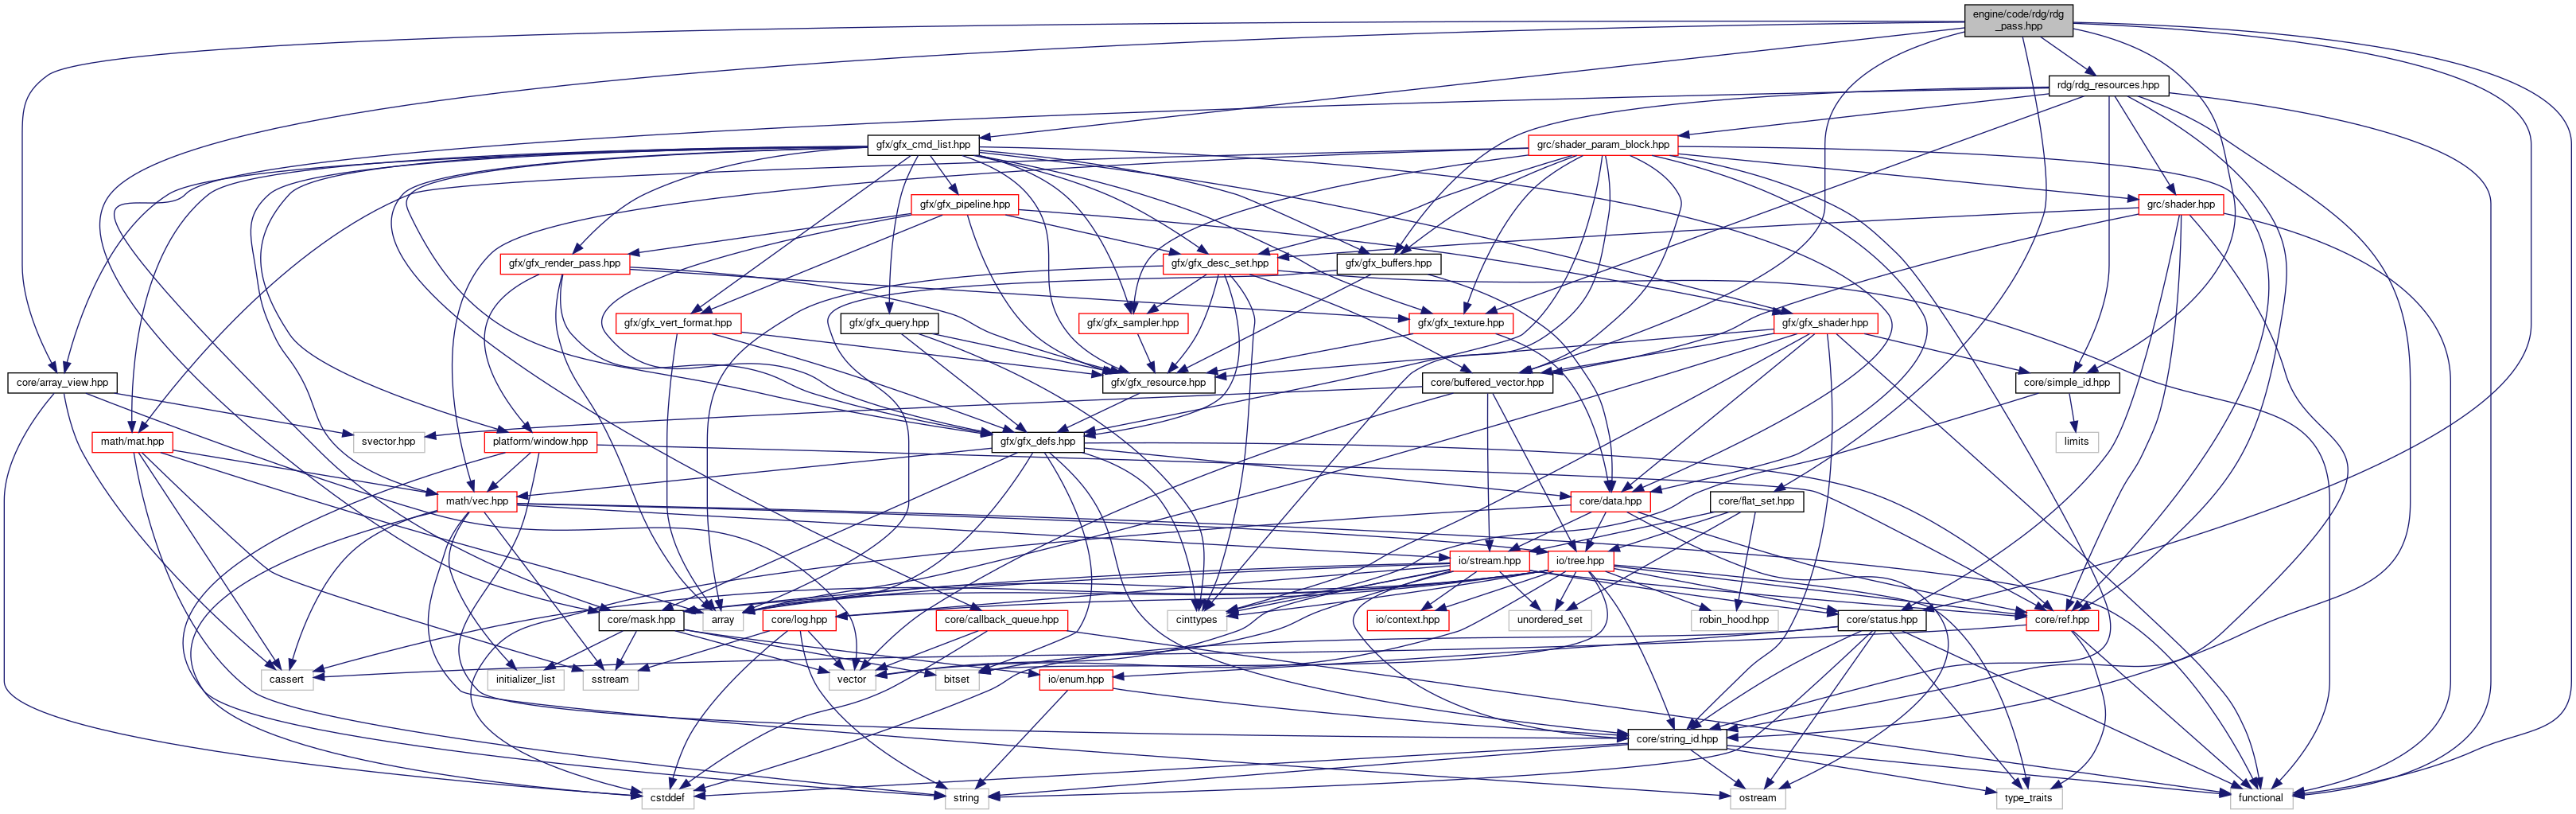 engine/code/rdg/rdg
_pass.hpp
rdg/rdg_resources.hpp
gfx/gfx_cmd_list.hpp
grc/shader_param_block.hpp
gfx/gfx_pipeline.hpp
grc/shader.hpp
gfx/gfx_render_pass.hpp
gfx/gfx_desc_set.hpp
gfx/gfx_buffers.hpp
gfx/gfx_vert_format.hpp
gfx/gfx_query.hpp
gfx/gfx_sampler.hpp
gfx/gfx_texture.hpp
gfx/gfx_shader.hpp
core/array_view.hpp
gfx/gfx_resource.hpp
core/buffered_vector.hpp
core/simple_id.hpp
math/mat.hpp
svector.hpp
platform/window.hpp
gfx/gfx_defs.hpp
limits
math/vec.hpp
core/data.hpp
core/flat_set.hpp
io/stream.hpp
io/tree.hpp
core/mask.hpp
array
core/log.hpp
core/callback_queue.hpp
cinttypes
io/context.hpp
unordered_set
robin_hood.hpp
core/status.hpp
core/ref.hpp
cassert
initializer_list
sstream
vector
bitset
io/enum.hpp
core/string_id.hpp
cstddef
string
ostream
type_traits
functional